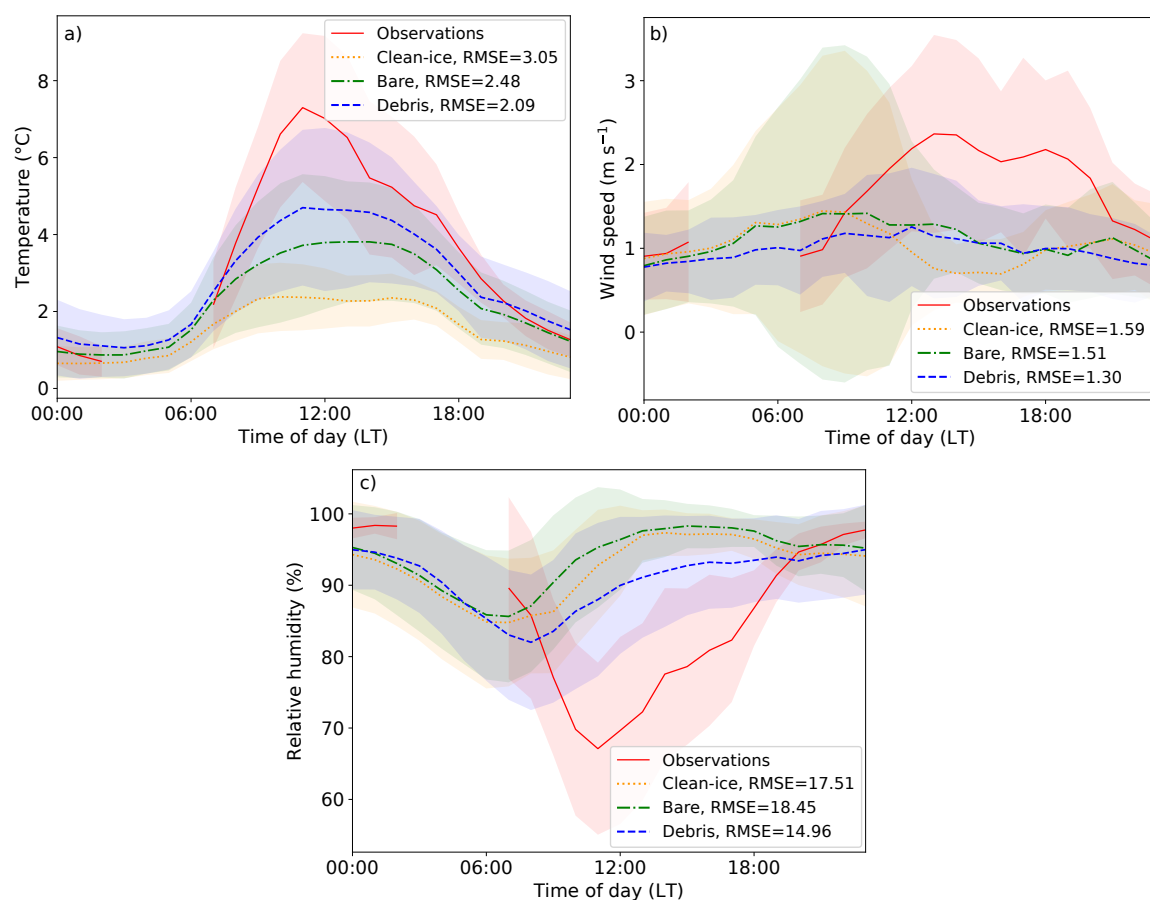 a)
Observations
Clean-ice, RMSE=3.05
Bare, RMSE=2.48
Debris, RMSE=2.09
Temperature (°C)
8
6
4
2
0
00:00 06:00 12:00 18:00
Time of day (LT)
b)
Wind speed (m s⁻¹)
3
2
1
0
Observations
Clean-ice, RMSE=1.59
Bare, RMSE=1.51
Debris, RMSE=1.30
00:00 06:00 12:00 18:00
Time of day (LT)
c)
Relative humidity (%)
100
90
80
70
60
Observations
Clean-ice, RMSE=17.51
Bare, RMSE=18.45
Debris, RMSE=14.96
00:00 06:00 12:00 18:00
Time of day (LT)